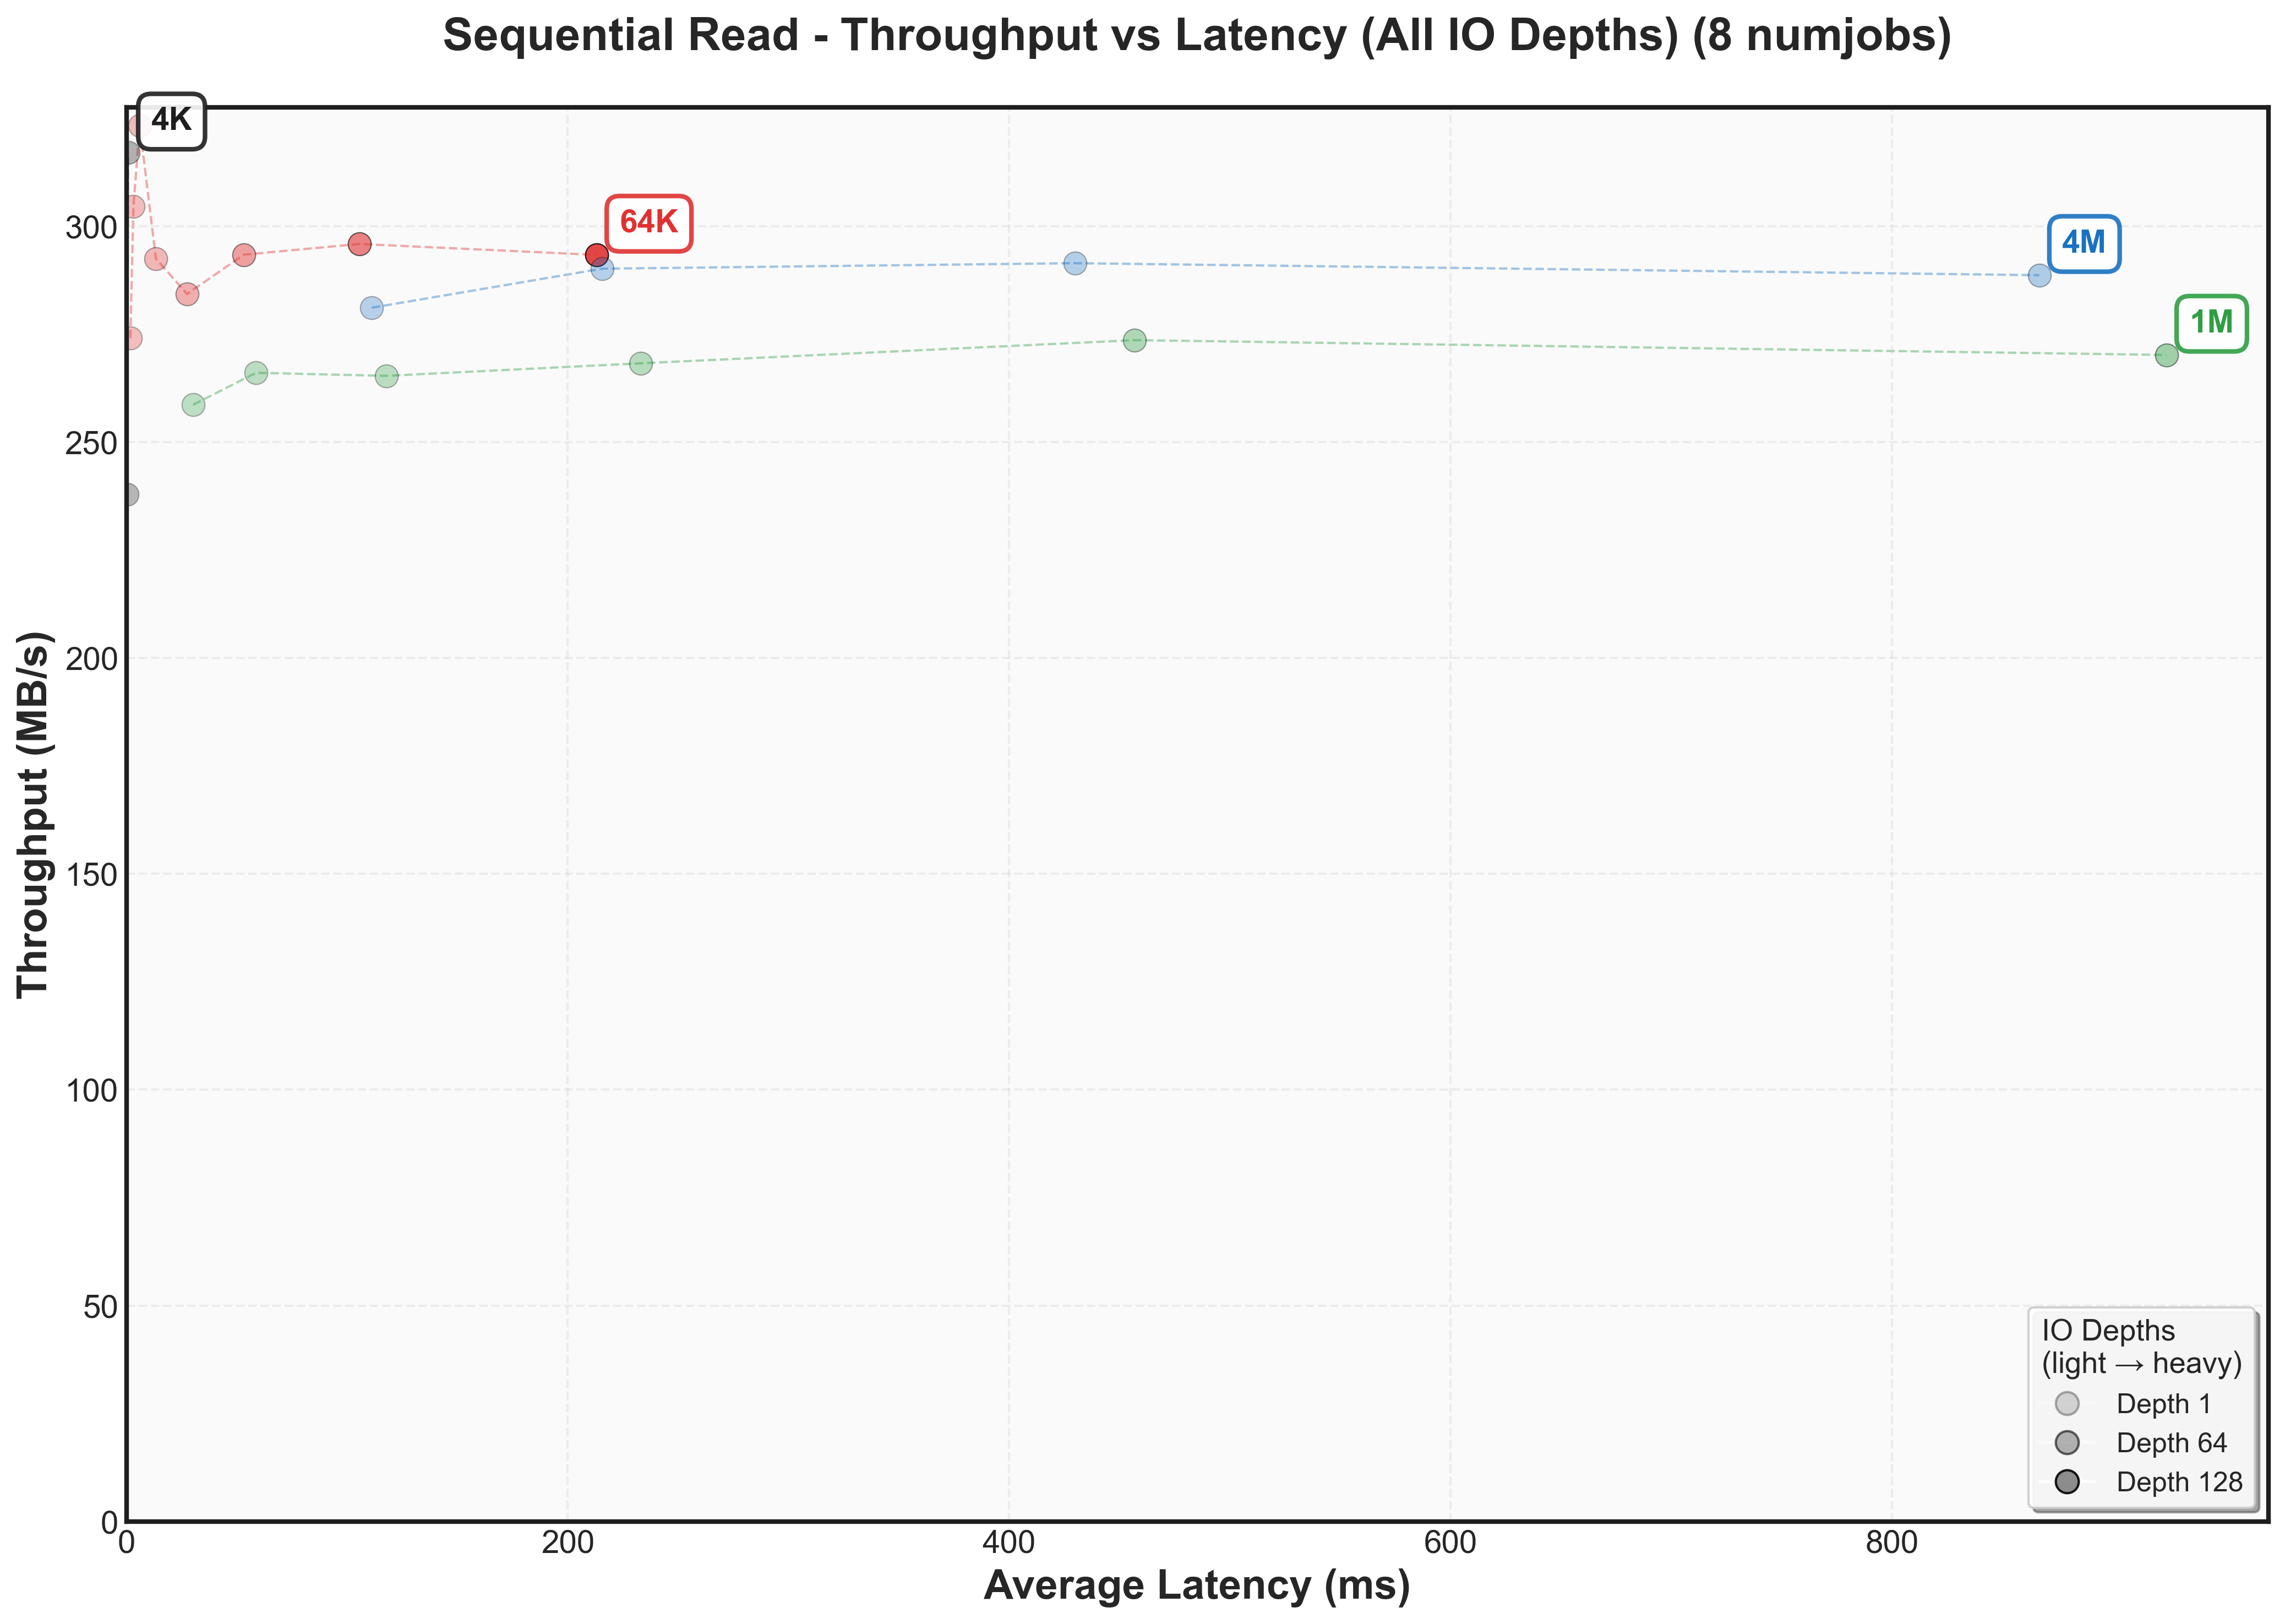 Sequential Read - Throughput vs Latency (All IO Depths) (8 numjobs)
4K
64K
4M
1M
300
250
200
150
100
50
0
Throughput (MB/s)
IO Depths
(light → heavy)
Depth 1
Depth 64
Depth 128
0 200 400 600 800
Average Latency (ms)